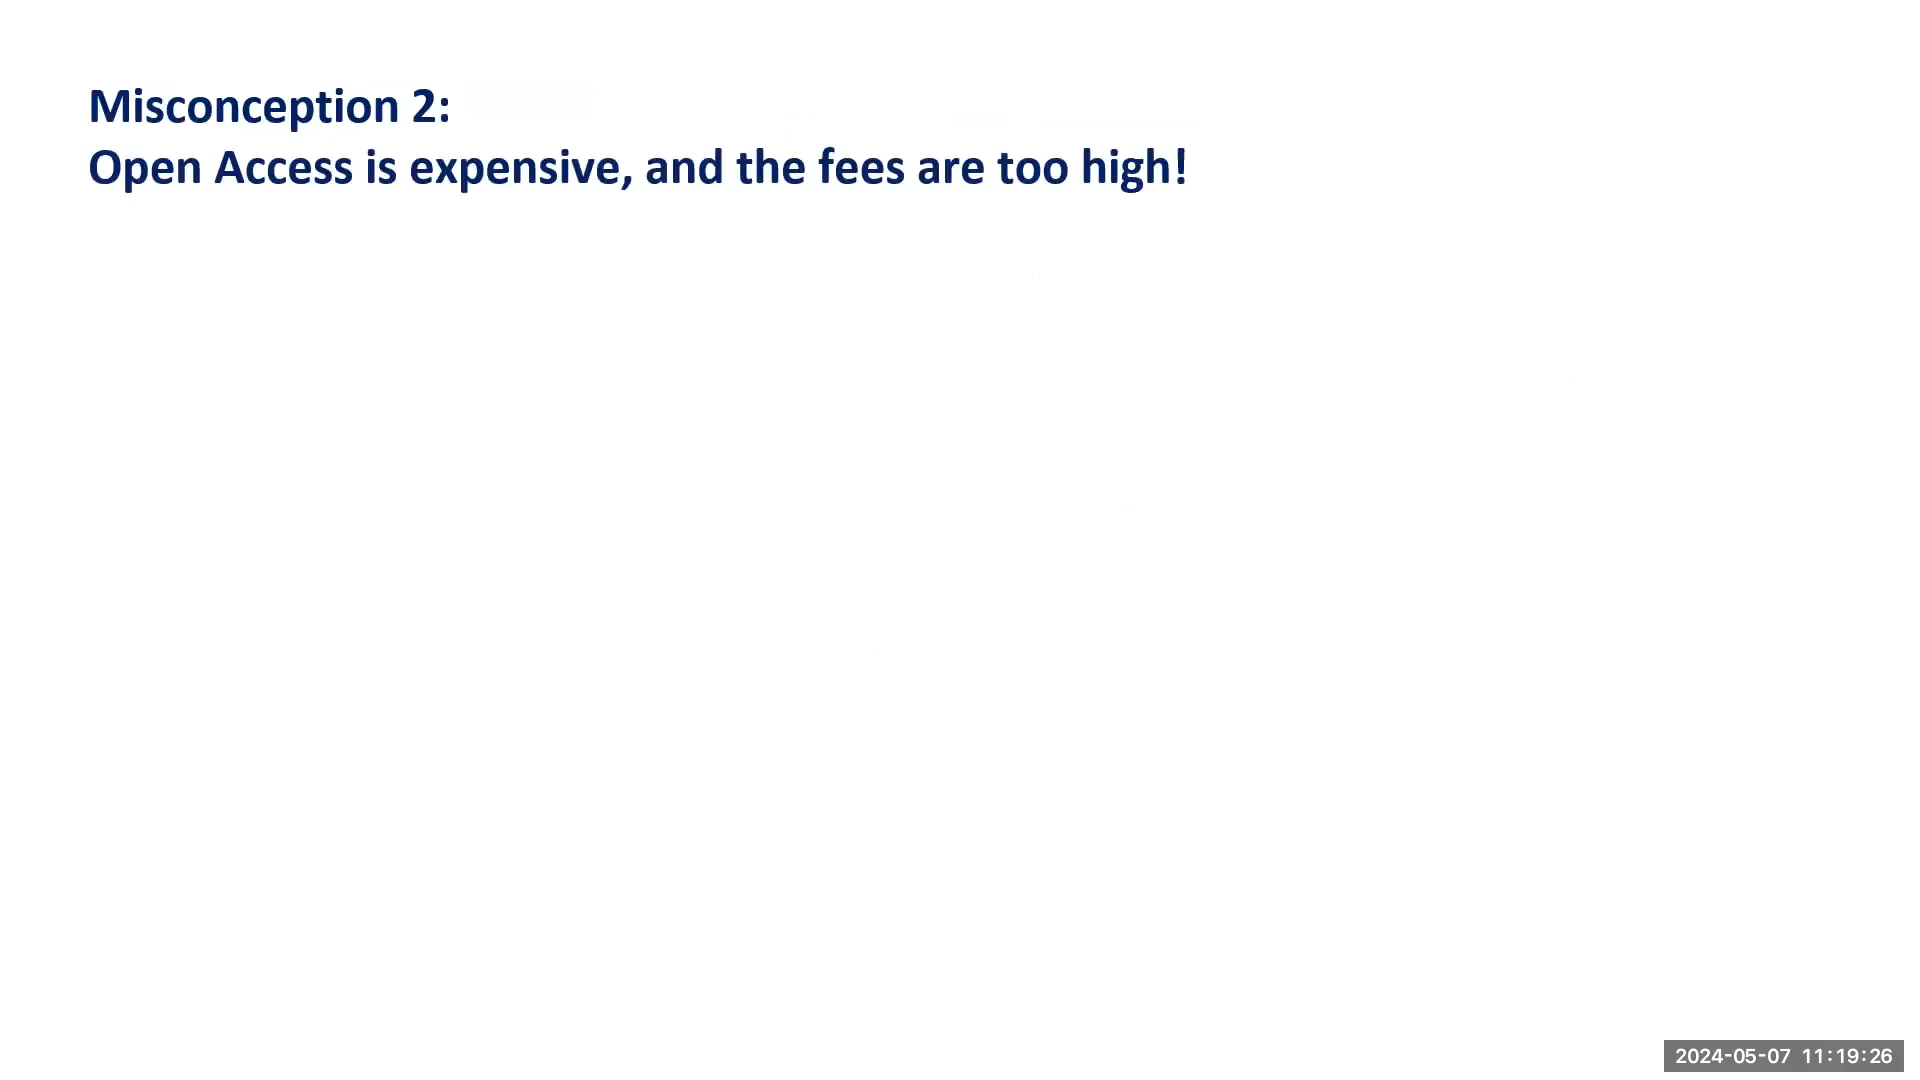 Misconception 2:
Open Access is expensive, and the fees are too high!
2024-05-07 11:19:26